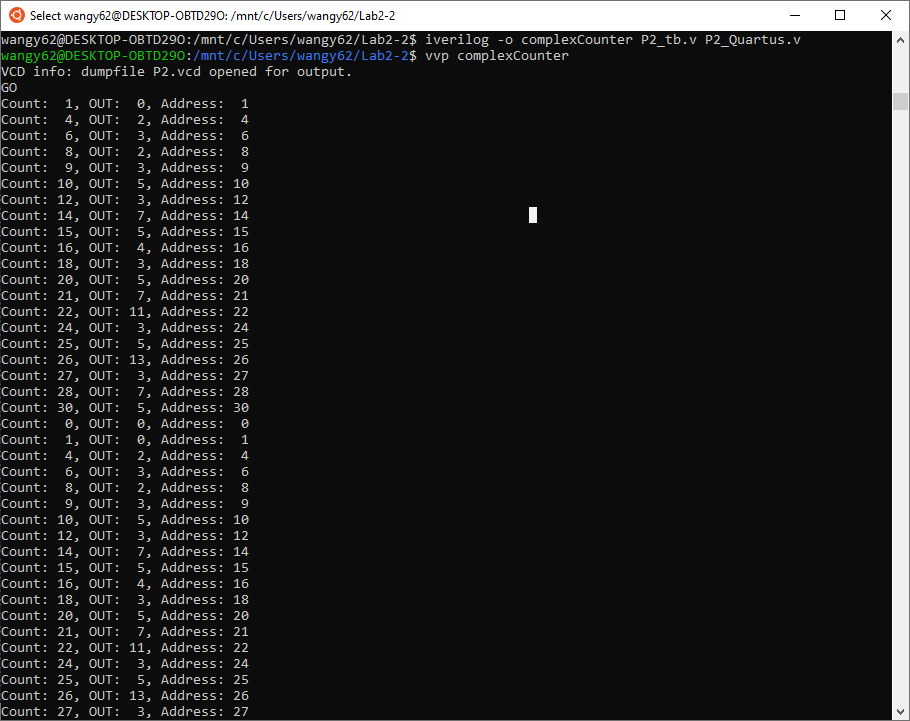 Select wangy62@DESKTOP-OBTD29O: /mnt/c/Users/wangy62/Lab2-2
wangy62@DESKTOP-OBTD29O:/mnt/c/Users/wangy62/Lab2-2$ iverilog -o complexCounter P2_tb.v P2_Quartus.v
wangy62@DESKTOP-OBTD29O:/mnt/c/Users/wangy62/Lab2-2$ vvp complexCounter
VCD info: dumpfile P2.vcd opened for output.
GO
Count:  1, OUT:  0, Address:  1
Count:  4, OUT:  2, Address:  4
Count:  6, OUT:  3, Address:  6
Count:  8, OUT:  2, Address:  8
Count:  9, OUT:  3, Address:  9
Count: 10, OUT:  5, Address: 10
Count: 12, OUT:  3, Address: 12
Count: 14, OUT:  7, Address: 14
Count: 15, OUT:  5, Address: 15
Count: 16, OUT:  4, Address: 16
Count: 18, OUT:  3, Address: 18
Count: 20, OUT:  5, Address: 20
Count: 21, OUT:  7, Address: 21
Count: 22, OUT: 11, Address: 22
Count: 24, OUT:  3, Address: 24
Count: 25, OUT:  5, Address: 25
Count: 26, OUT: 13, Address: 26
Count: 27, OUT:  3, Address: 27
Count: 28, OUT:  7, Address: 28
Count: 30, OUT:  5, Address: 30
Count:  0, OUT:  0, Address:  0
Count:  1, OUT:  0, Address:  1
Count:  4, OUT:  2, Address:  4
Count:  6, OUT:  3, Address:  6
Count:  8, OUT:  2, Address:  8
Count:  9, OUT:  3, Address:  9
Count: 10, OUT:  5, Address: 10
Count: 12, OUT:  3, Address: 12
Count: 14, OUT:  7, Address: 14
Count: 15, OUT:  5, Address: 15
Count: 16, OUT:  4, Address: 16
Count: 18, OUT:  3, Address: 18
Count: 20, OUT:  5, Address: 20
Count: 21, OUT:  7, Address: 21
Count: 22, OUT: 11, Address: 22
Count: 24, OUT:  3, Address: 24
Count: 25, OUT:  5, Address: 25
Count: 26, OUT: 13, Address: 26
Count: 27, OUT:  3, Address: 27